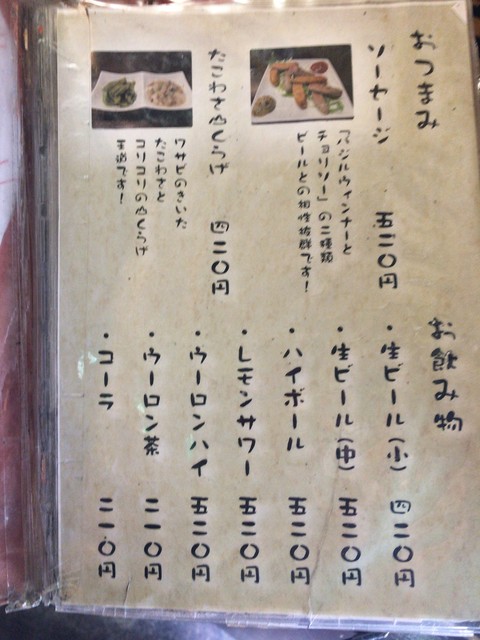 おつまみ
ソーセージ 五二〇円
アンジルウィンナーと
チョリソー」の二種類
ビールとの相性抜群です!
たこわさ山くらげ 四二〇円
ワサビのきいた
たこわさと
コリコリの山くらげ
王道です!
お飲み物
・生ビール(小) 四二〇円
・生ビール(中) 五二〇円
・ハイボール 五二〇円
・レモンサワー 五二〇円
・ウーロンハイ 五二〇円
・ウーロン茶 二一〇円
・コーラ 二一〇円